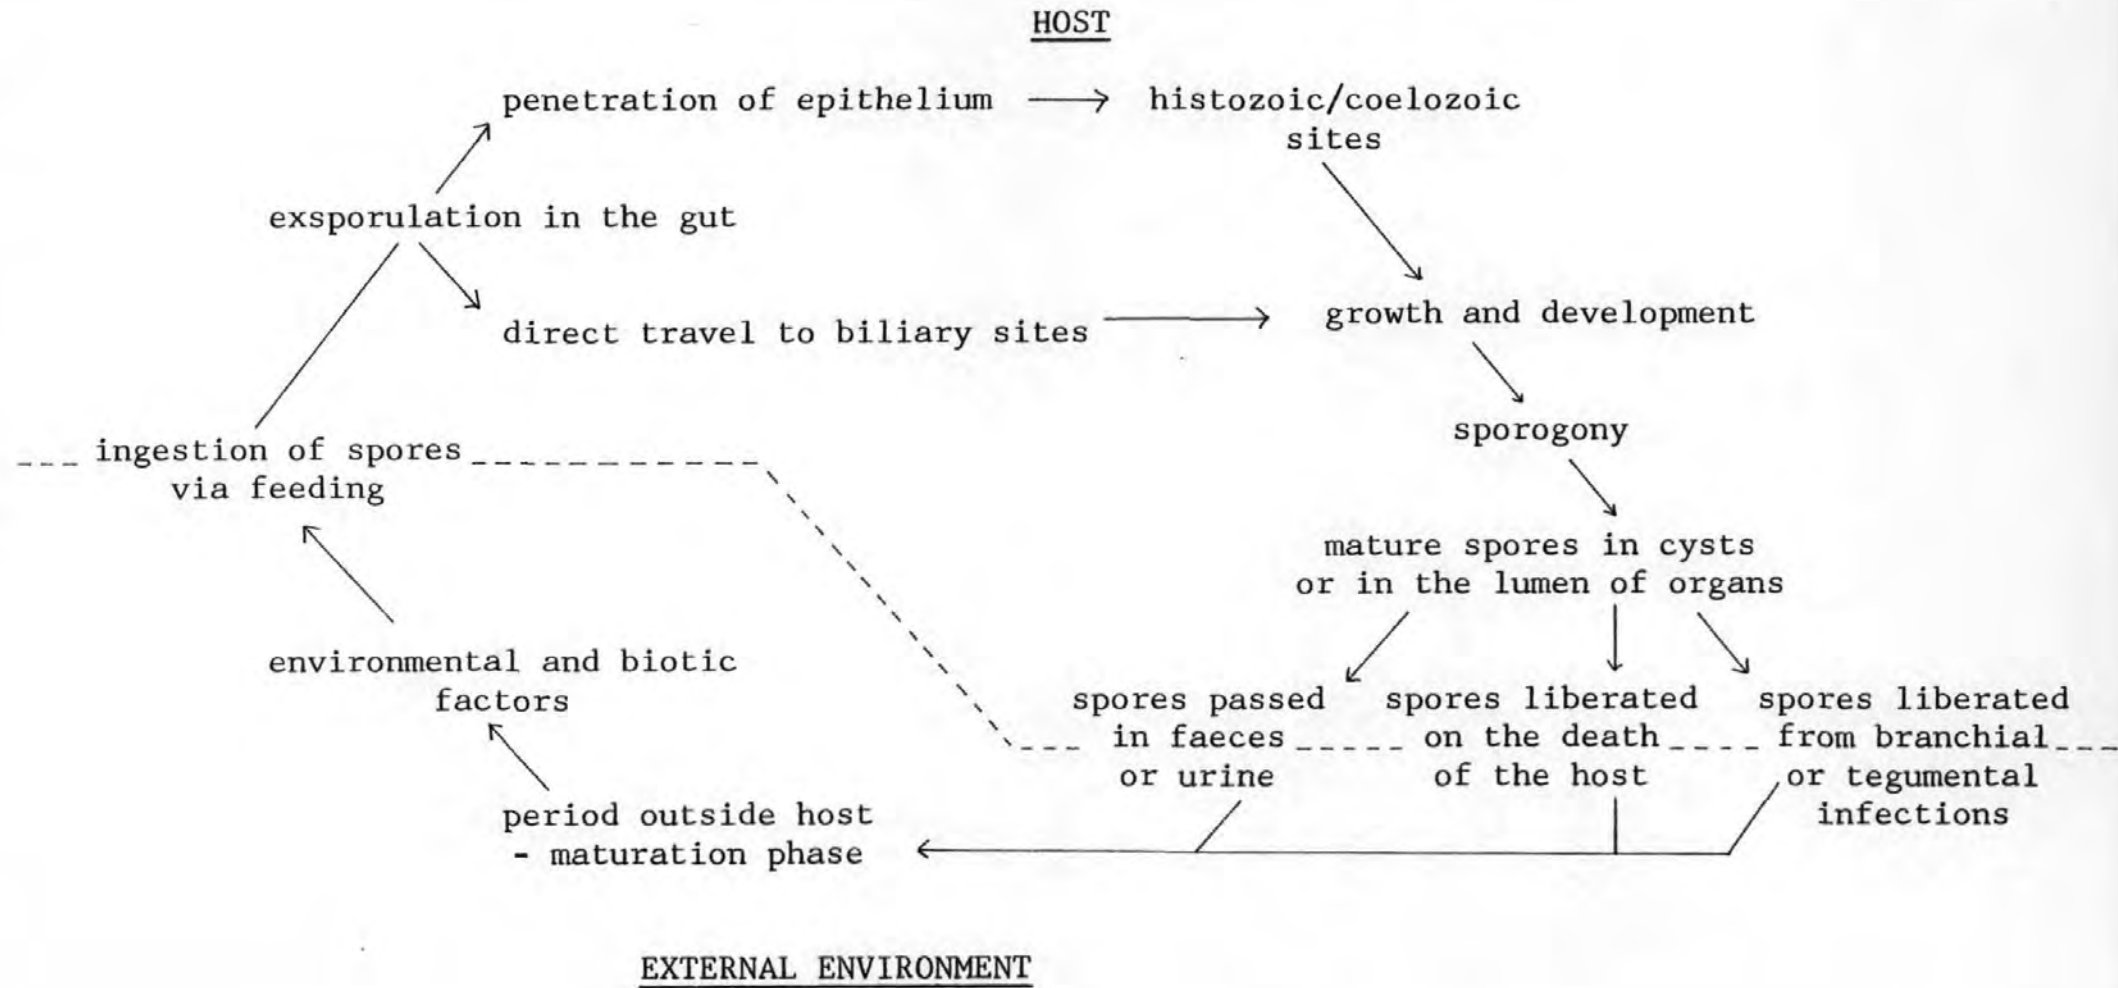 HOST
penetration of epithelium
histozoic/coelozoic
sites
exsporulation in the gut
direct travel to biliary sites
growth and development
sporogony
ingestion of spores
via feeding
mature spores in cysts
or in the lumen of organs
environmental and biotic
factors
spores passed
in faeces
or urine
spores liberated
on the death
of the host
spores liberated
from branchial
or tegumental
infections
period outside host
- maturation phase
EXTERNAL ENVIRONMENT